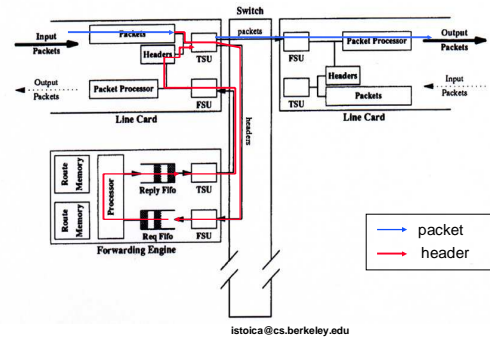 Switch
Input
Packets
Packets
Headers
TSU
packets
FSU
Packet Processor
Output
Packets
Output
Packets
Packet Processor
FSU
TSU
Headers
Packets
Input
Packets
Line Card
Line Card
headers
Route
Memory
Route
Memory
Processor
Reply Fifo
TSU
Req Fifo
FSU
Forwarding Engine
packet
header
istoica@cs.berkeley.edu